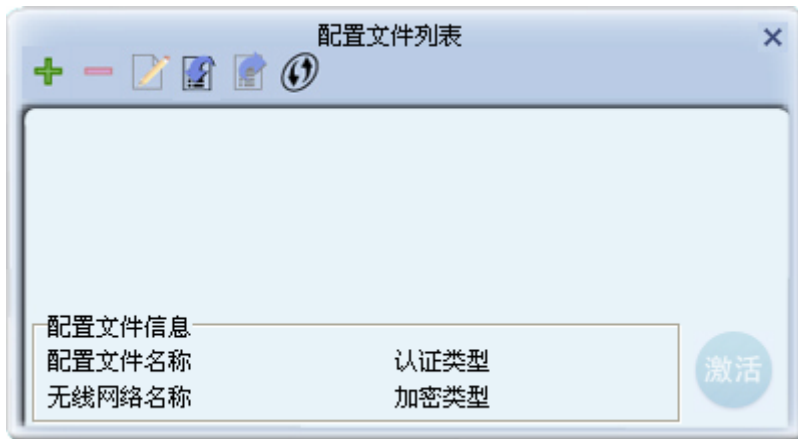 配置文件列表
配置文件信息
配置文件名称 认证类型
无线网络名称 加密类型
激活